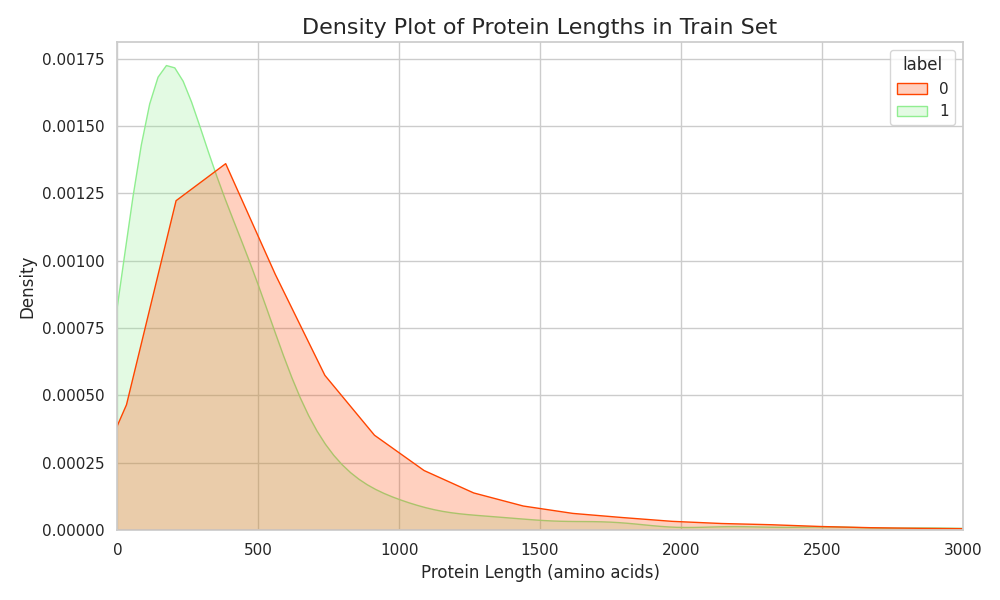 Density Plot of Protein Lengths in Train Set
label
0
1
0.00175
0.00150
0.00125
0.00100
0.00075
0.00050
0.00025
0.00000
Density
0 500 1000 1500 2000 2500 3000
Protein Length (amino acids)